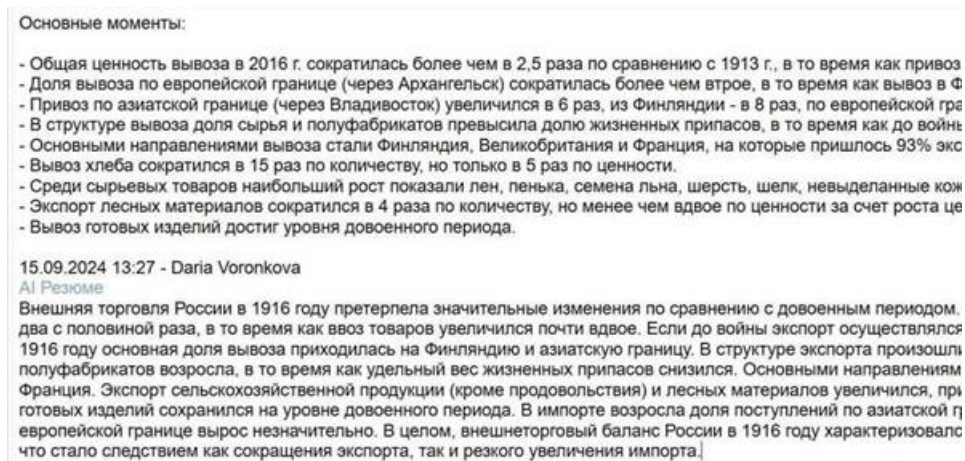 Основные моменты:
- Общая ценность вывоза в 2016 г. сократилась более чем в 2,5 раза по сравнению с 1913 г., в то время как привоз
- Доля вывоза по европейской границе (через Архангельск) сократилась более чем втрое, в то время как вывоз в Ф
- Привоз по азиатской границе (через Владивосток) увеличился в 6 раз, из Финляндии - в 8 раз, по европейской гра
- В структуре вывоза доля сырья и полуфабрикатов превысила долю жизненных припасов, в то время как до войнь
- Основными направлениями вывоза стали Финляндия, Великобритания и Франция, на которые пришлось 93% экс
- Вывоз хлеба сократился в 15 раз по количеству, но только в 5 раз по ценности.
- Среди сырьевых товаров наибольший рост показали лен, пенька, семена льна, шерсть, шелк, невыделанные кож
- Экспорт лесных материалов сократился в 4 раза по количеству, но менее чем вдвое по ценности за счет роста це
- Вывоз готовых изделий достиг уровня довоенного периода.
15.09.2024 13:27 - Daria Voronkova
AI Резюме
Внешняя торговля России в 1916 году претерпела значительные изменения по сравнению с довоенным периодом.
два с половиной раза, в то время как ввоз товаров увеличился почти вдвое. Если до войны экспорт осуществлялся
1916 году основная доля вывоза приходилась на Финляндию и азиатскую границу. В структуре экспорта произошли
полуфабрикатов возросла, в то время как удельный вес жизненных припасов снизился. Основными направлениям
Франция. Экспорт сельскохозяйственной продукции (кроме продовольствия) и лесных материалов увеличился, при
готовых изделий сохранился на уровне довоенного периода. В импорте возросла доля поступлений по азиатской г
европейской границе вырос незначительно. В целом, внешнеторговый баланс России в 1916 году характеризовалс
что стало следствием как сокращения экспорта, так и резкого увеличения импорта.